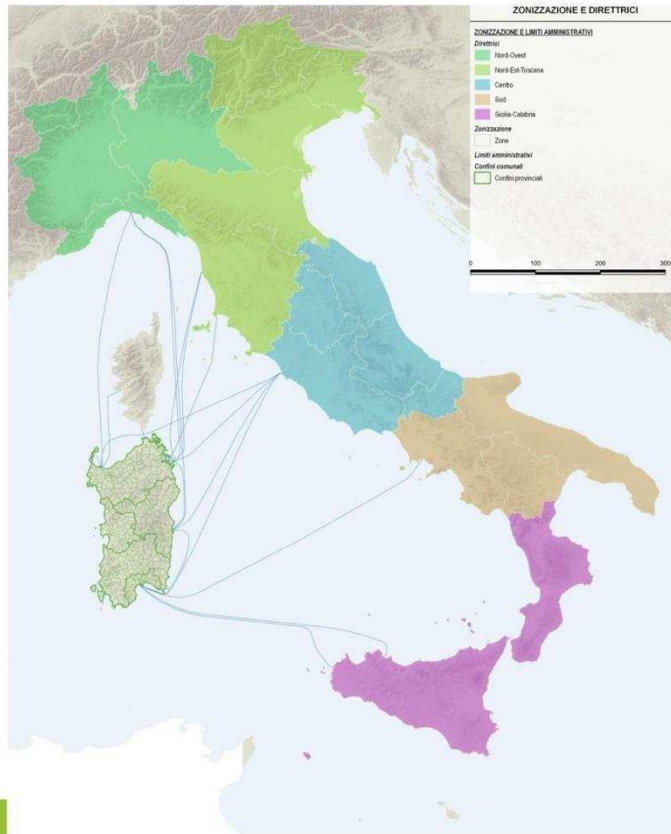 ZONIZZAZIONE E DIRETTRICI
ZONIZZAZIONE E LIMITI AMMINISTRATIVI
Direttrici
Nord-Ovest
Nord-Est-Toscana
Centro
Sud
Sicilia-Calabria
Zonizzazione
Zone
Limiti amministrativi
Confini comunali
Confini provinciali
0 100 200 300